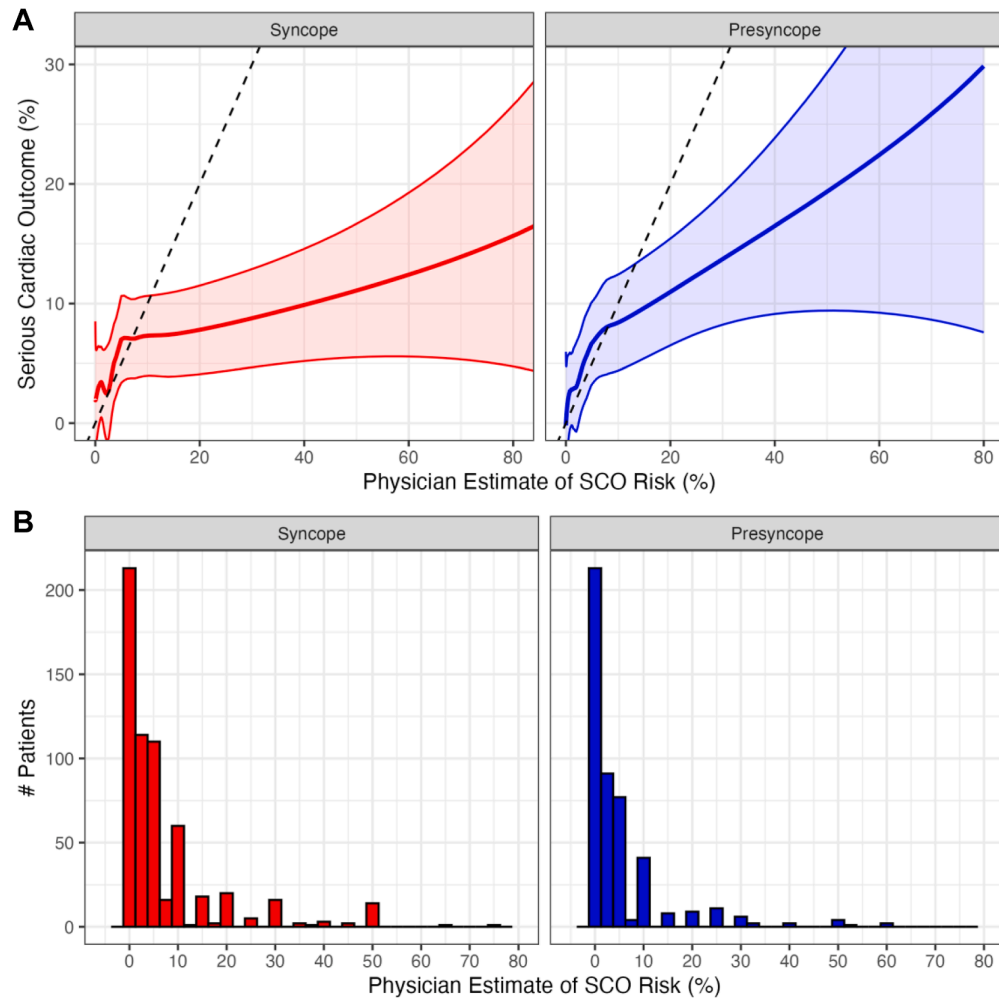 A
Syncope
Presyncope
Serious Cardiac Outcome (%)
30
20
10
0
0 20 40 60 80
0 20 40 60 80
Physician Estimate of SCO Risk (%)
B
Syncope
Presyncope
# Patients
200
150
100
50
0
0 10 20 30 40 50 60 70 80
0 10 20 30 40 50 60 70 80
Physician Estimate of SCO Risk (%)